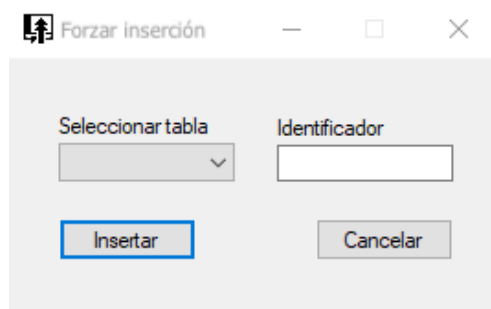 Forzar inserción
Seleccionar tabla
Identificador
Insertar
Cancelar